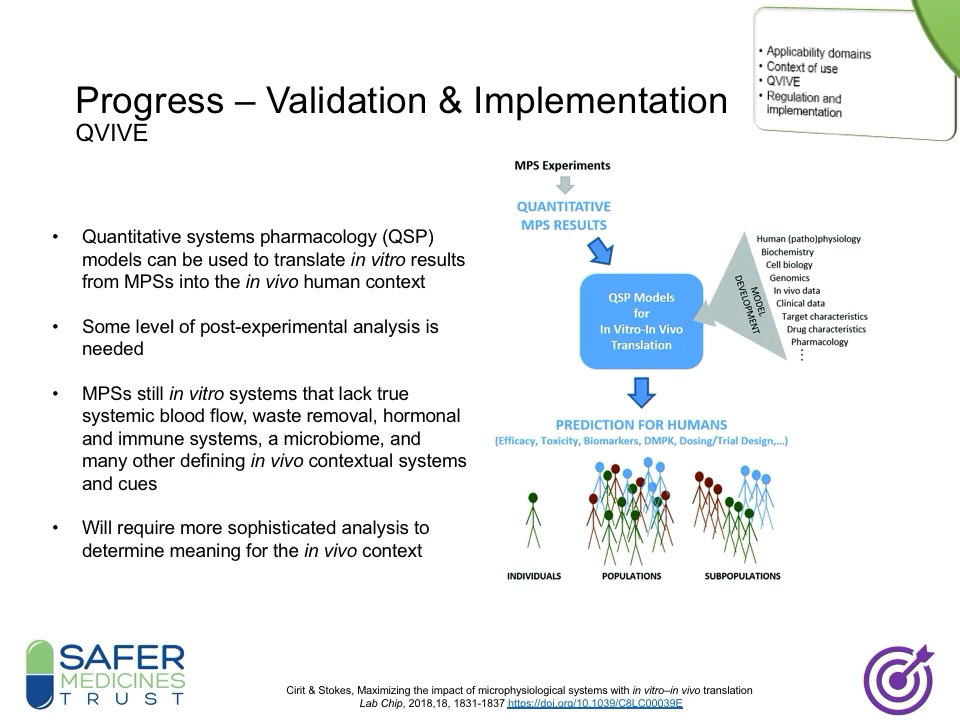 Progress – Validation & Implementation
QVIVE
• Applicability domains
• Context of use
• QVIVE
• Regulation and
implementation
• Quantitative systems pharmacology (QSP)
models can be used to translate in vitro results
from MPSs into the in vivo human context
• Some level of post-experimental analysis is
needed
• MPSs still in vitro systems that lack true
systemic blood flow, waste removal, hormonal
and immune systems, a microbiome, and
many other defining in vivo contextual systems
and cues
• Will require more sophisticated analysis to
determine meaning for the in vivo context
MPS Experiments
QUANTITATIVE
MPS RESULTS
QSP Models
for
In Vitro-In Vivo
Translation
MODEL
DEVELOPMENT
Human (patho)physiology
Biochemistry
Cell biology
Genomics
In vivo data
Clinical data
Target characteristics
Drug characteristics
Pharmacology
⋮
PREDICTION FOR HUMANS
(Efficacy, Toxicity, Biomarkers, DMPK, Dosing/Trial Design,...)
INDIVIDUALS
POPULATIONS
SUBPOPULATIONS
SAFER
MEDICINES
TRUST
Cirit & Stokes, Maximizing the impact of microphysiological systems with in vitro–in vivo translation
Lab Chip, 2018,18, 1831-1837 https://doi.org/10.1039/C8LC00039E